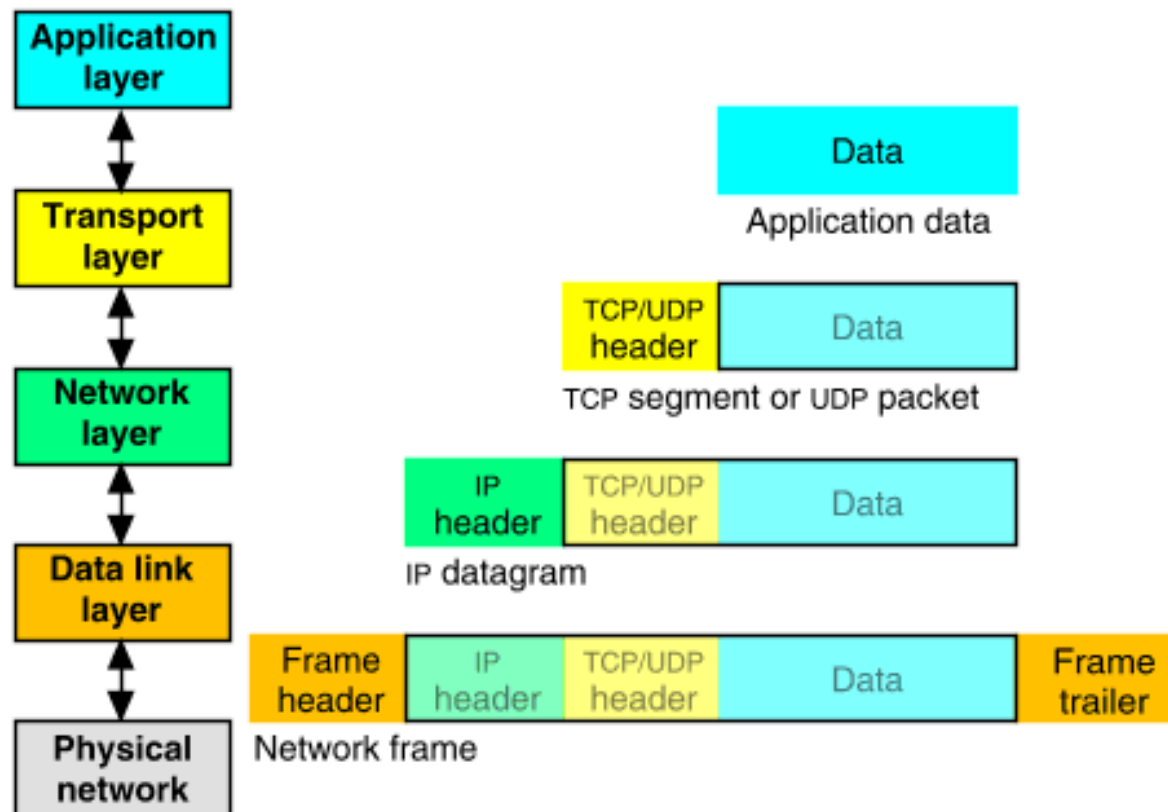 Application
layer
Data
Application data
Transport
layer
TCP/UDP
header
Data
TCP segment or UDP packet
Network
layer
IP
header
TCP/UDP
header
Data
IP datagram
Data link
layer
Frame
header
IP
header
TCP/UDP
header
Data
Frame
trailer
Network frame
Physical
network